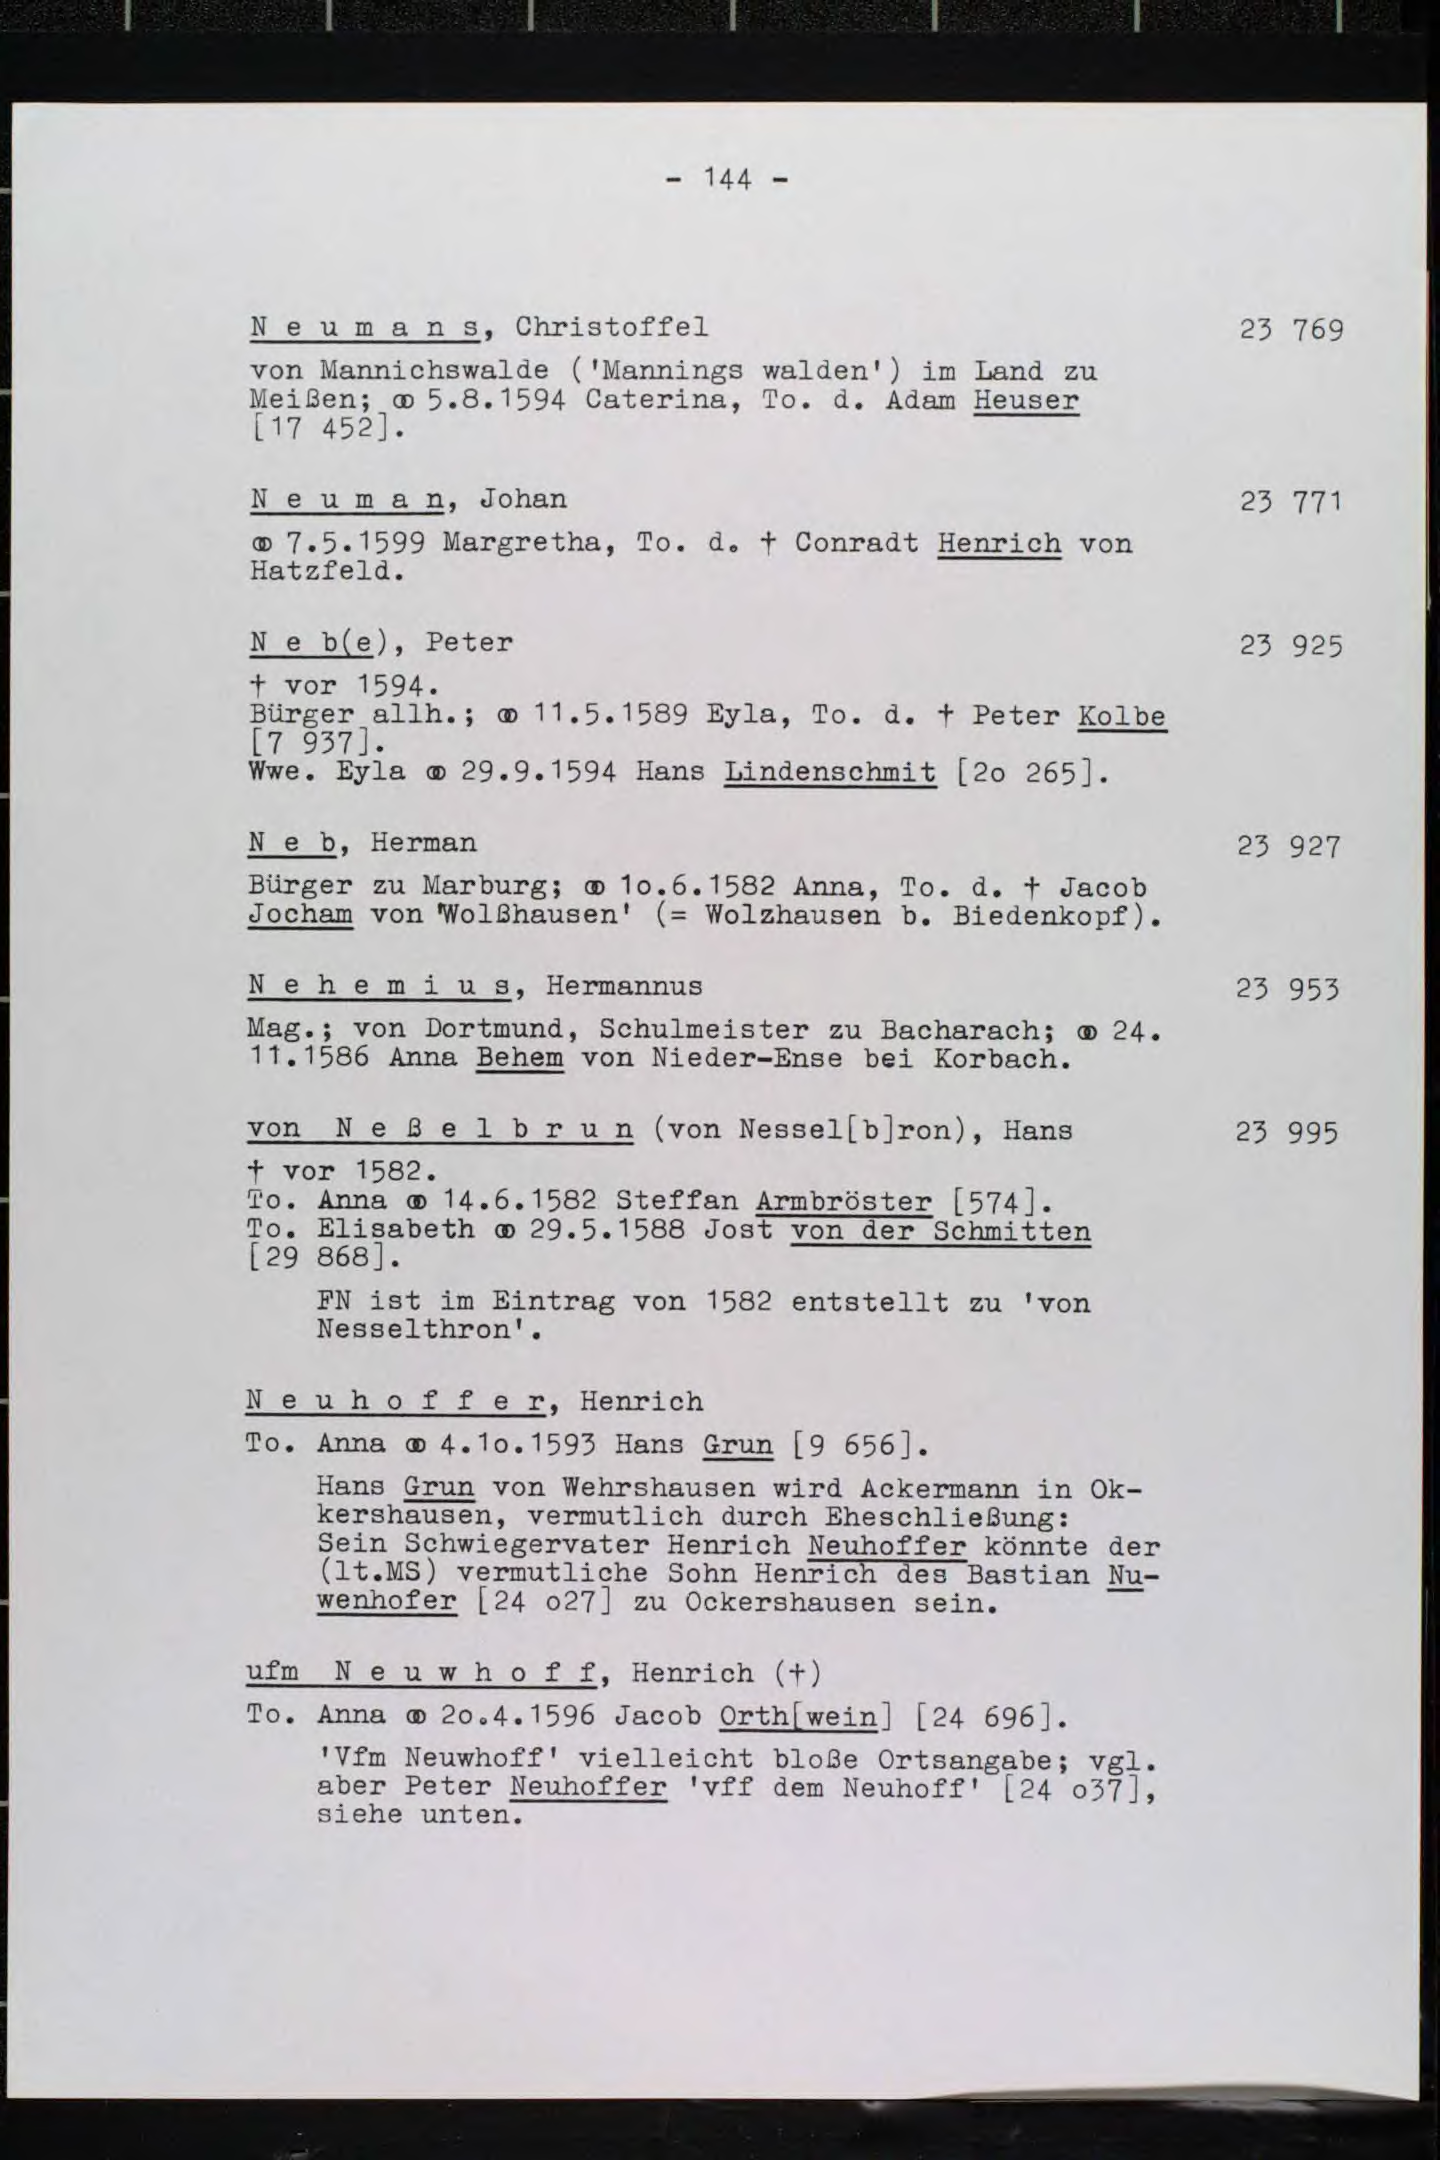 - 144 -
N e u m a n s, Christoffel 23 769
von Mannichswalde ('Mannings walden') im Land zu
Meißen; ⚭ 5.8.1594 Caterina, To. d. Adam Heuser
[17 452].
N e u m a n, Johan 23 771
⚭ 7.5.1599 Margretha, To. d. † Conradt Henrich von
Hatzfeld.
N e b(e), Peter 23 925
† vor 1594.
Bürger allh.; ⚭ 11.5.1589 Eyla, To. d. † Peter Kolbe
[7 937].
Wwe. Eyla ⚭ 29.9.1594 Hans Lindenschmit [2o 265].
N e b, Herman 23 927
Bürger zu Marburg; ⚭ 1o.6.1582 Anna, To. d. † Jacob
Jocham von 'Wolßhausen' (= Wolzhausen b. Biedenkopf).
N e h e m i u s, Hermannus 23 953
Mag.; von Dortmund, Schulmeister zu Bacharach; ⚭ 24.
11.1586 Anna Behem von Nieder-Ense bei Korbach.
von N e ß e l b r u n (von Nessel[b]ron), Hans 23 995
† vor 1582.
To. Anna ⚭ 14.6.1582 Steffan Armbröster [574].
To. Elisabeth ⚭ 29.5.1588 Jost von der Schmitten
[29 868].
FN ist im Eintrag von 1582 entstellt zu 'von
Nesselthron'.
N e u h o f f e r, Henrich
To. Anna ⚭ 4.1o.1593 Hans Grun [9 656].
Hans Grun von Wehrshausen wird Ackermann in Ok-
kershausen, vermutlich durch Eheschließung:
Sein Schwiegervater Henrich Neuhoffer könnte der
(lt.MS) vermutliche Sohn Henrich des Bastian Nu-
wenhofer [24 o27] zu Ockershausen sein.
ufm N e u w h o f f, Henrich (†)
To. Anna ⚭ 2o.4.1596 Jacob Orth[wein] [24 696].
'Vfm Neuwhoff' vielleicht bloße Ortsangabe; vgl.
aber Peter Neuhoffer 'vff dem Neuhoff' [24 o37],
siehe unten.